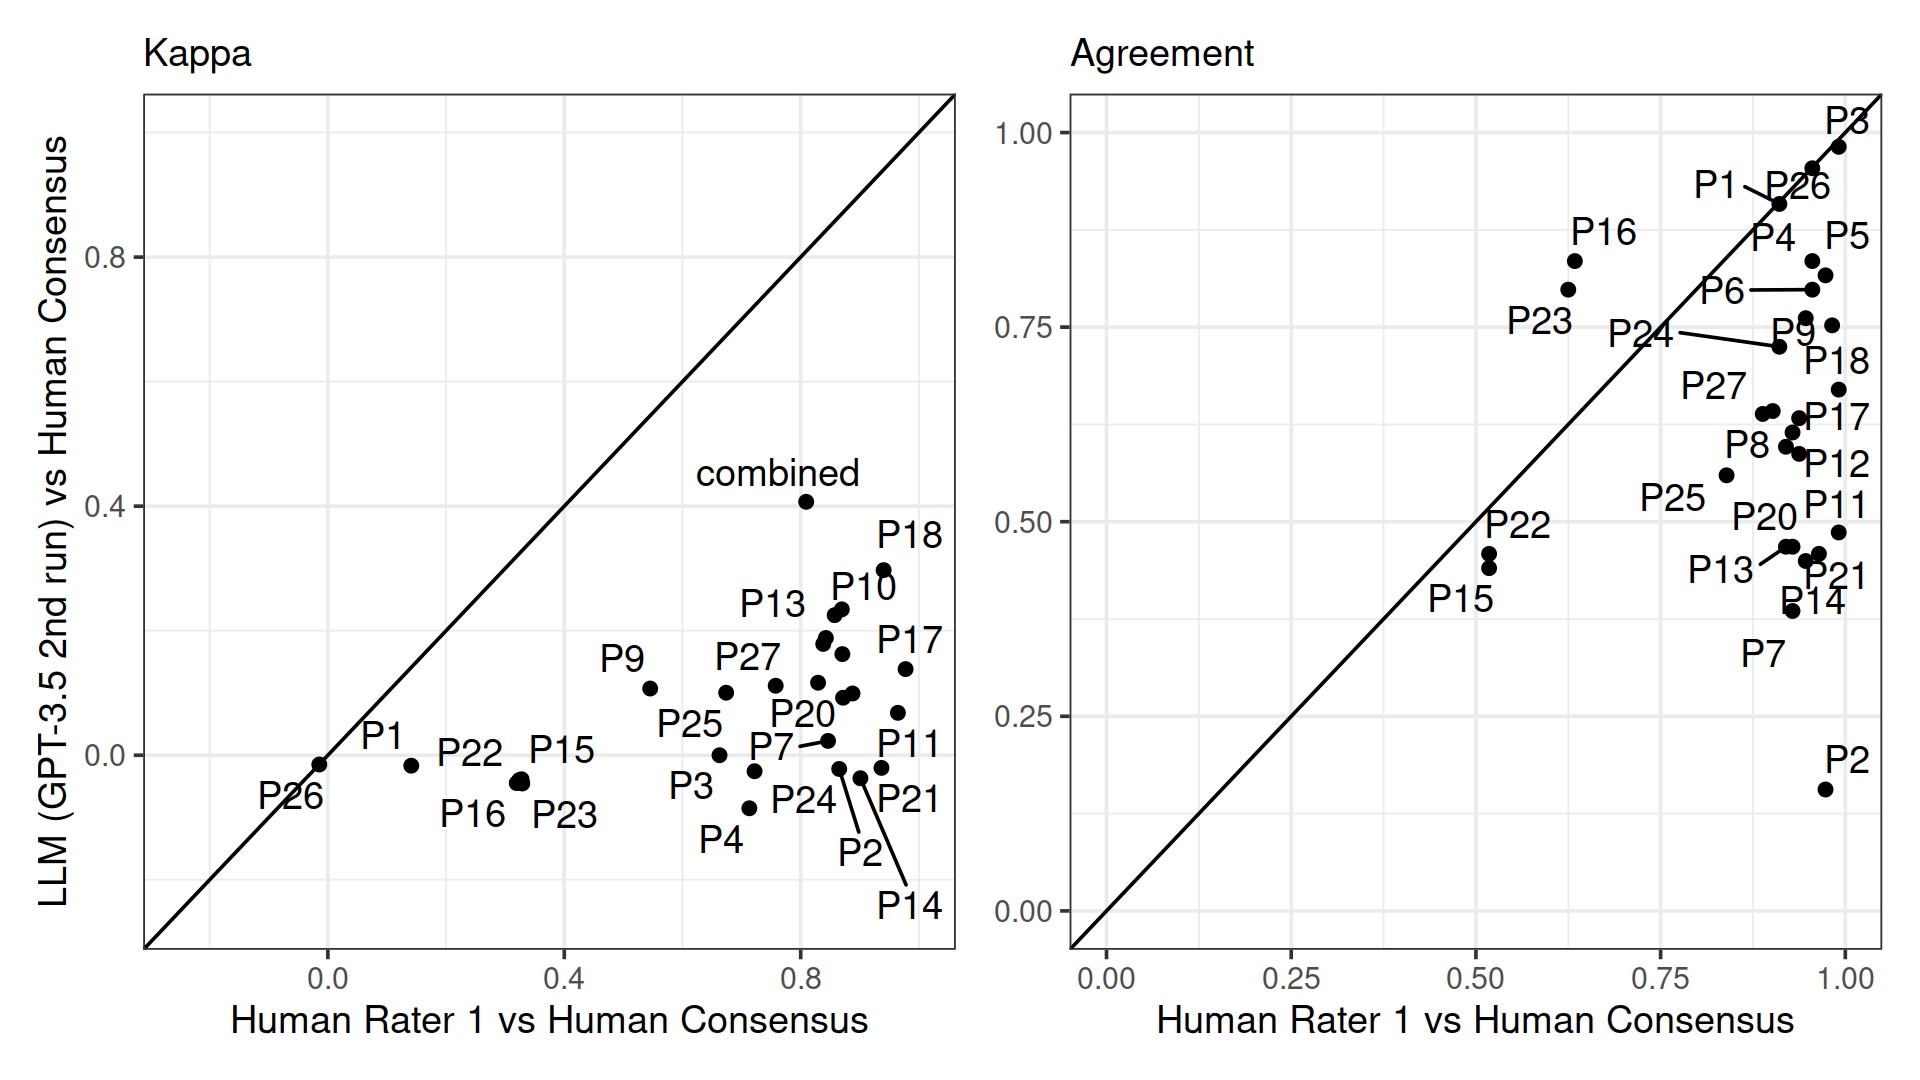 Kappa
Agreement
LLM (GPT-3.5 2nd run) vs Human Consensus
0.8
0.4
0.0
combined
P18
P10
P13
P17
P9
P27
P25
P20
P1
P22
P15
P7
P11
P26
P3
P16
P23
P24
P21
P4
P2
P14
0.0
0.4
0.8
Human Rater 1 vs Human Consensus
1.00
0.75
0.50
0.25
0.00
P3
P1
P26
P16
P4
P5
P6
P23
P24
P9
P18
P27
P17
P8
P12
P25
P11
P20
P22
P13
P21
P15
P14
P7
P2
0.00
0.25
0.50
0.75
1.00
Human Rater 1 vs Human Consensus